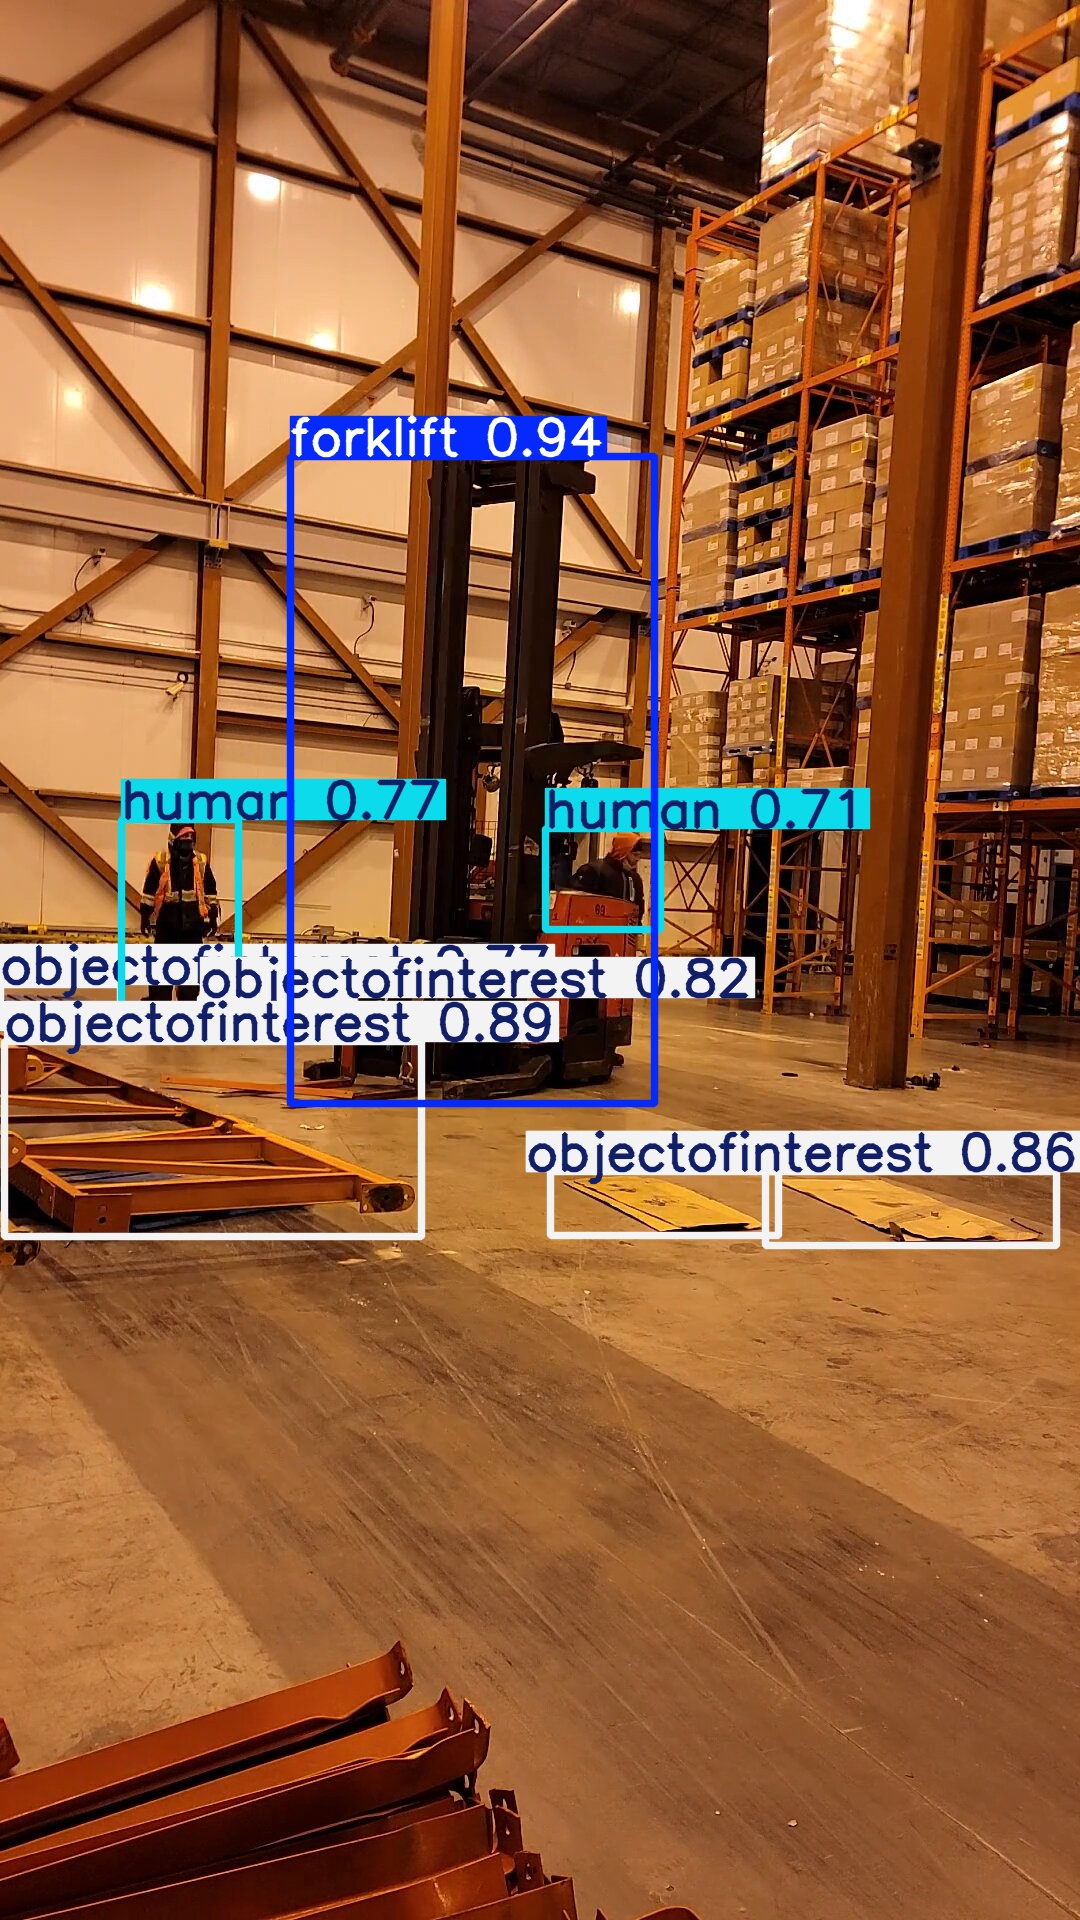 forklift 0.94
human 0.77
human 0.71
objectofinterest 0.82
objectofinterest 0.89
objectofinterest 0.86